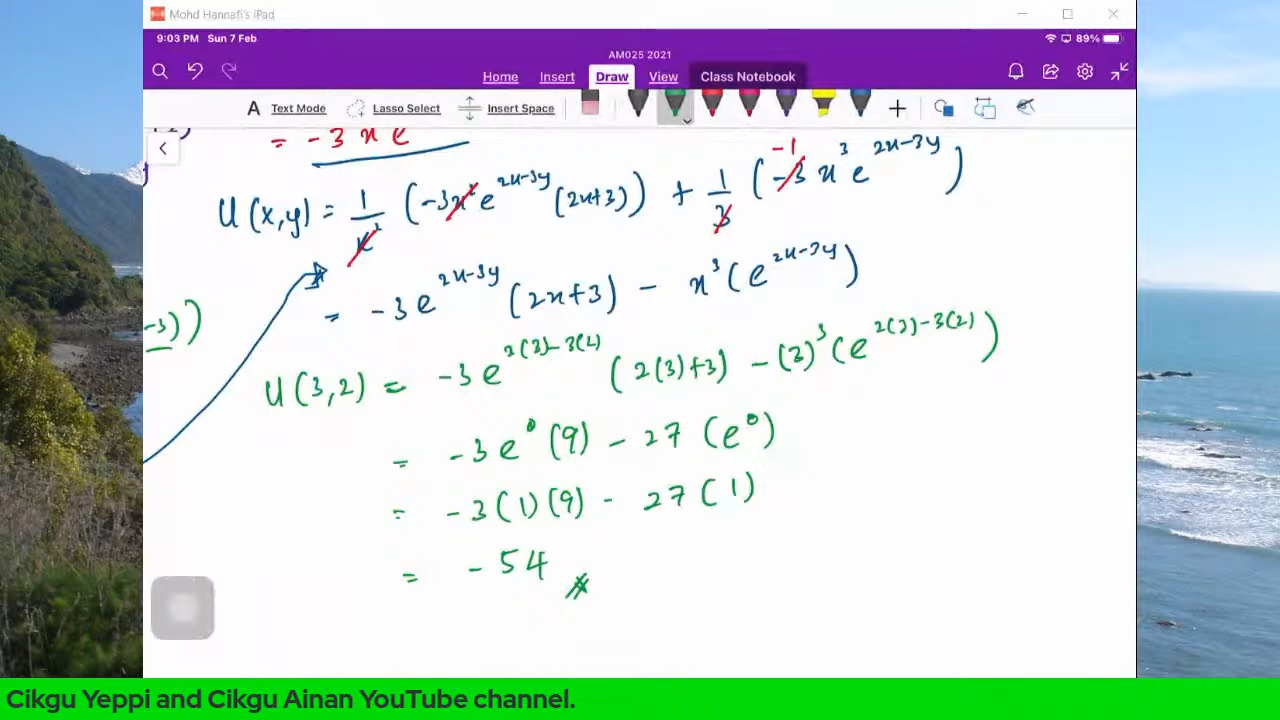 Mohd Hannafi's iPad
9:03 PM Sun 7 Feb
89%
AM025 2021
Home Insert Draw View Class Notebook
A Text Mode Lasso Select Insert Space
= -3 x e
U(x,y) = 1/x² (-3x² e^(2x-3y) (2x+3)) + 1/3 (-3 x³ e^(2x-3y))
-1
= -3e^(2x-3y) (2x+3) - x³ (e^(2x-3y))
-3))
U(3,2) = -3e^(2(3)-3(2)) (2(3)+3) - (3)³ (e^(2(3)-3(2)))
= -3e⁰ (9) - 27 (e⁰)
= -3(1)(9) - 27(1)
= -54
Cikgu Yeppi and Cikgu Ainan YouTube channel.